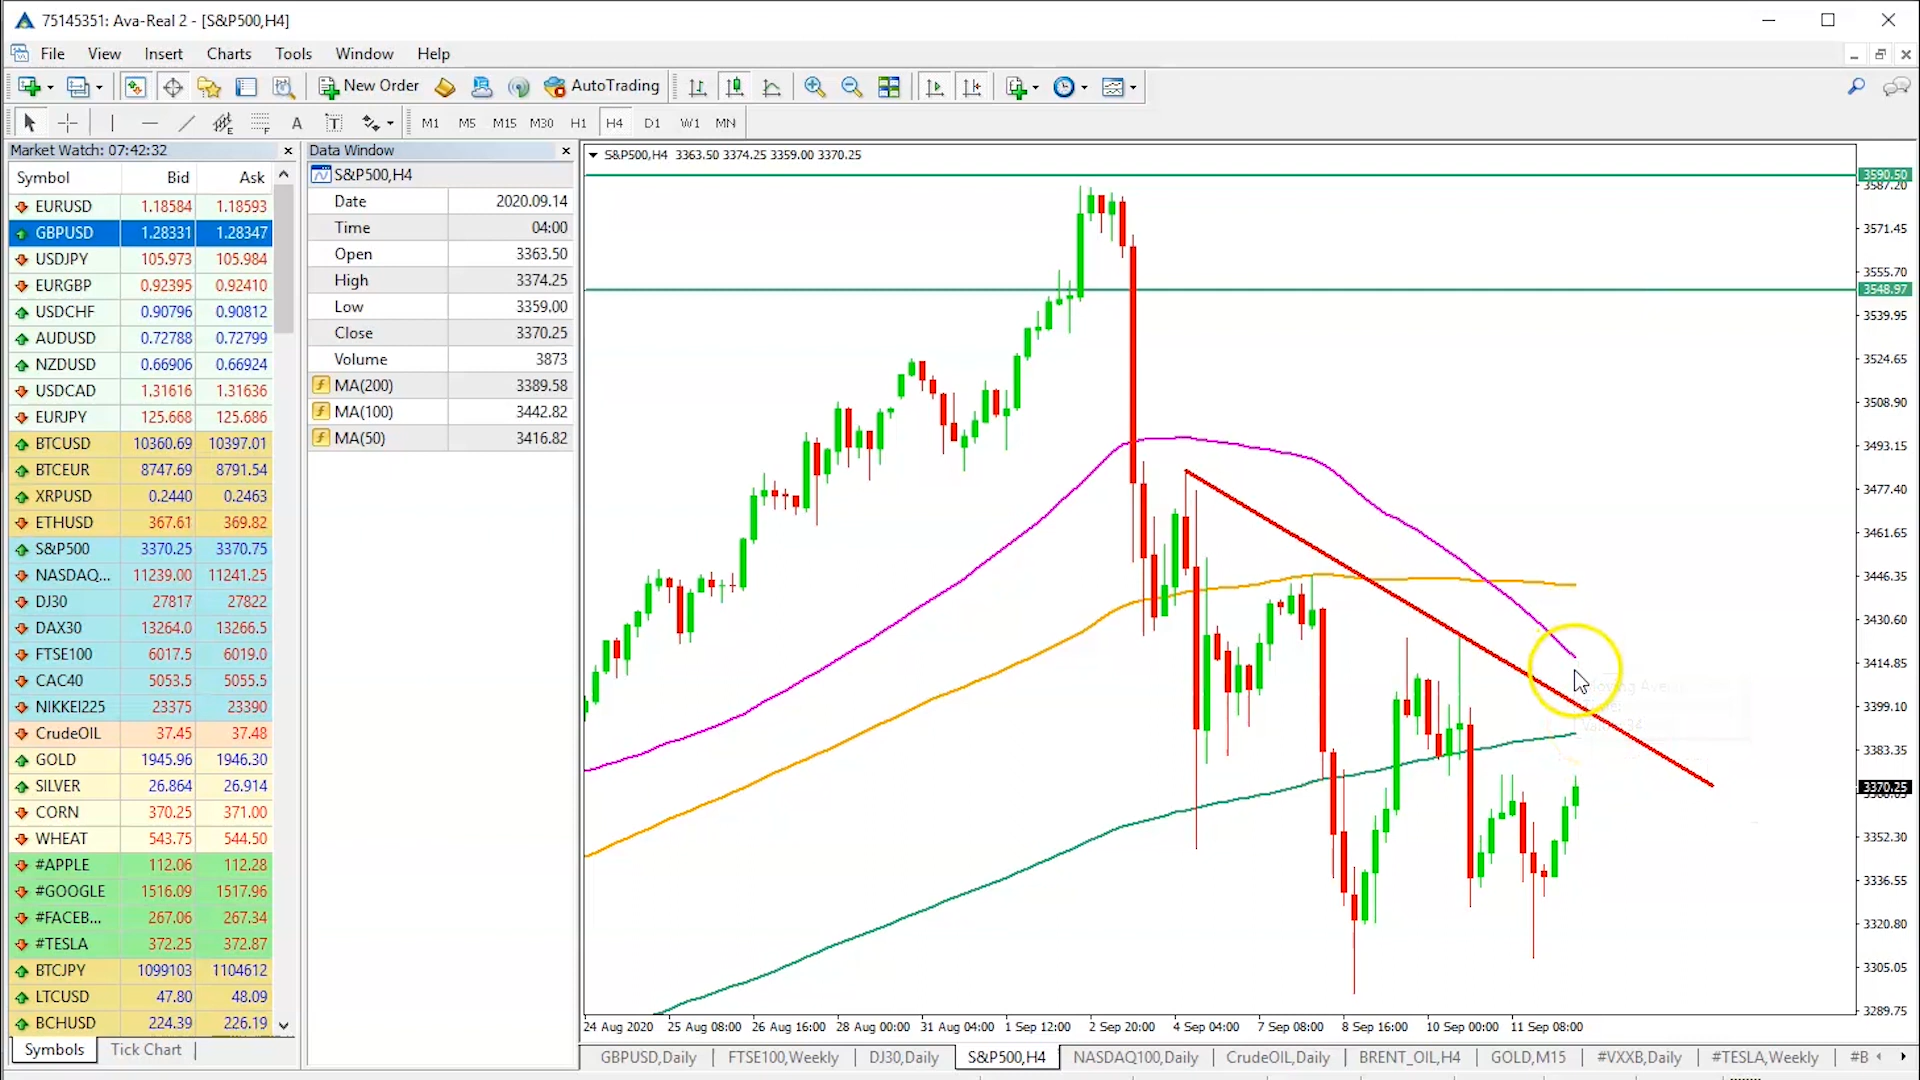 75145351: Ava-Real 2 - [S&P500,H4]
File View Insert Charts Tools Window Help
New Order AutoTrading
A T M1 M5 M15 M30 H1 H4 D1 W1 MN
Market Watch: 07:42:32
Symbol Bid Ask
EURUSD 1.18584 1.18593
GBPUSD 1.28331 1.28347
USDJPY 105.973 105.984
EURGBP 0.92395 0.92410
USDCHF 0.90796 0.90812
AUDUSD 0.72788 0.72799
NZDUSD 0.66906 0.66924
USDCAD 1.31616 1.31636
EURJPY 125.668 125.686
BTCUSD 10360.69 10397.01
BTCEUR 8747.69 8791.54
XRPUSD 0.2440 0.2463
ETHUSD 367.61 369.82
S&P500 3370.25 3370.75
NASDAQ... 11239.00 11241.25
DJ30 27817 27822
DAX30 13264.0 13266.5
FTSE100 6017.5 6019.0
CAC40 5053.5 5055.5
NIKKEI225 23375 23390
CrudeOIL 37.45 37.48
GOLD 1945.96 1946.30
SILVER 26.864 26.914
CORN 370.25 371.00
WHEAT 543.75 544.50
#APPLE 112.06 112.28
#GOOGLE 1516.09 1517.96
#FACEB... 267.06 267.34
#TESLA 372.25 372.87
BTCJPY 1099103 1104612
LTCUSD 47.80 48.09
BCHUSD 224.39 226.19
Symbols Tick Chart
Data Window
S&P500,H4
Date 2020.09.14
Time 04:00
Open 3363.50
High 3374.25
Low 3359.00
Close 3370.25
Volume 3873
MA(200) 3389.58
MA(100) 3442.82
MA(50) 3416.82
S&P500,H4 3363.50 3374.25 3359.00 3370.25
3590.50
3587.20
3571.45
3555.70
3548.97
3539.95
3524.65
3508.90
3493.15
3477.40
3461.65
3446.35
3430.60
3414.85
3399.10
3383.35
3370.25
3352.30
3336.55
3320.80
3305.05
3289.75
24 Aug 2020 25 Aug 08:00 26 Aug 16:00 28 Aug 00:00 31 Aug 04:00 1 Sep 12:00 2 Sep 20:00 4 Sep 04:00 7 Sep 08:00 8 Sep 16:00 10 Sep 00:00 11 Sep 08:00
GBPUSD,Daily FTSE100,Weekly DJ30,Daily S&P500,H4 NASDAQ100,Daily CrudeOIL,Daily BRENT_OIL,H4 GOLD,M15 #VXXB,Daily #TESLA,Weekly #B